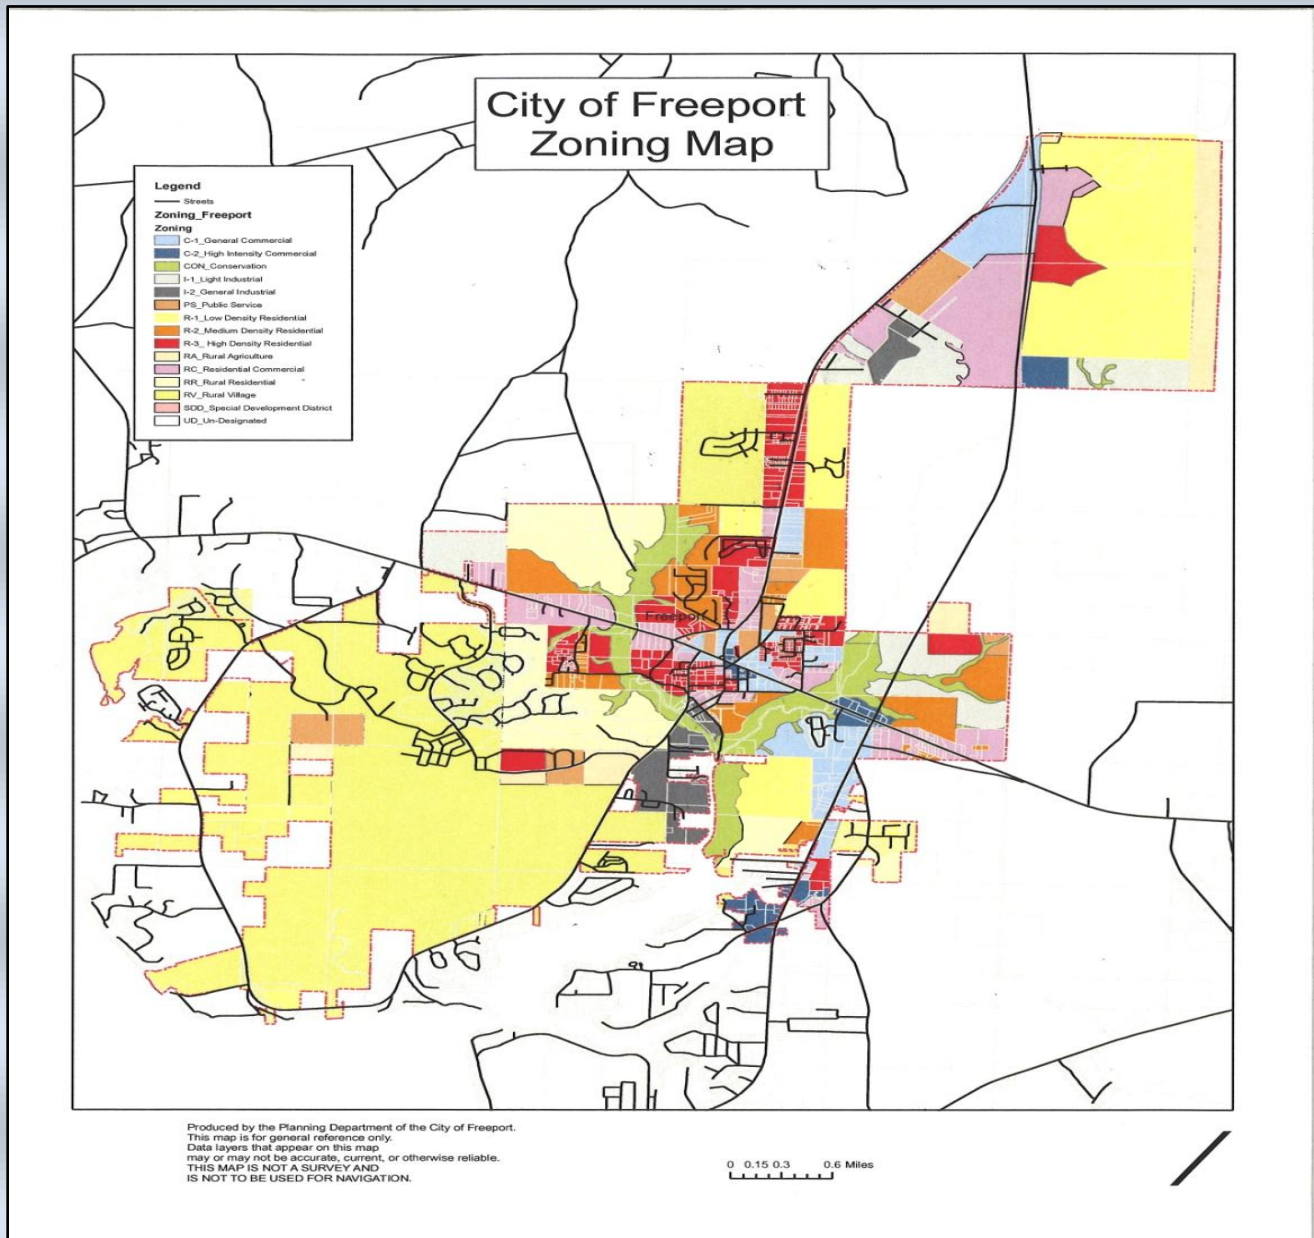 City of Freeport
Zoning Map
Legend
Streets
Zoning_Freeport
Zoning
C-1_General Commercial
C-2_High Intensity Commercial
CON_Conservation
I-1_Light Industrial
I-2_General Industrial
PS_Public Service
R-1_Low Density Residential
R-2_Medium Density Residential
R-3_ High Density Residential
RA_Rural Agriculture
RC_Residential Commercial
RR_Rural Residential
RV_Rural Village
SDD_Special Development District
UD_Un-Designated
Freeport
Produced by the Planning Department of the City of Freeport.
This map is for general reference only.
Data layers that appear on this map
may or may not be accurate, current, or otherwise reliable.
THIS MAP IS NOT A SURVEY AND
IS NOT TO BE USED FOR NAVIGATION.
0 0.15 0.3 0.6 Miles